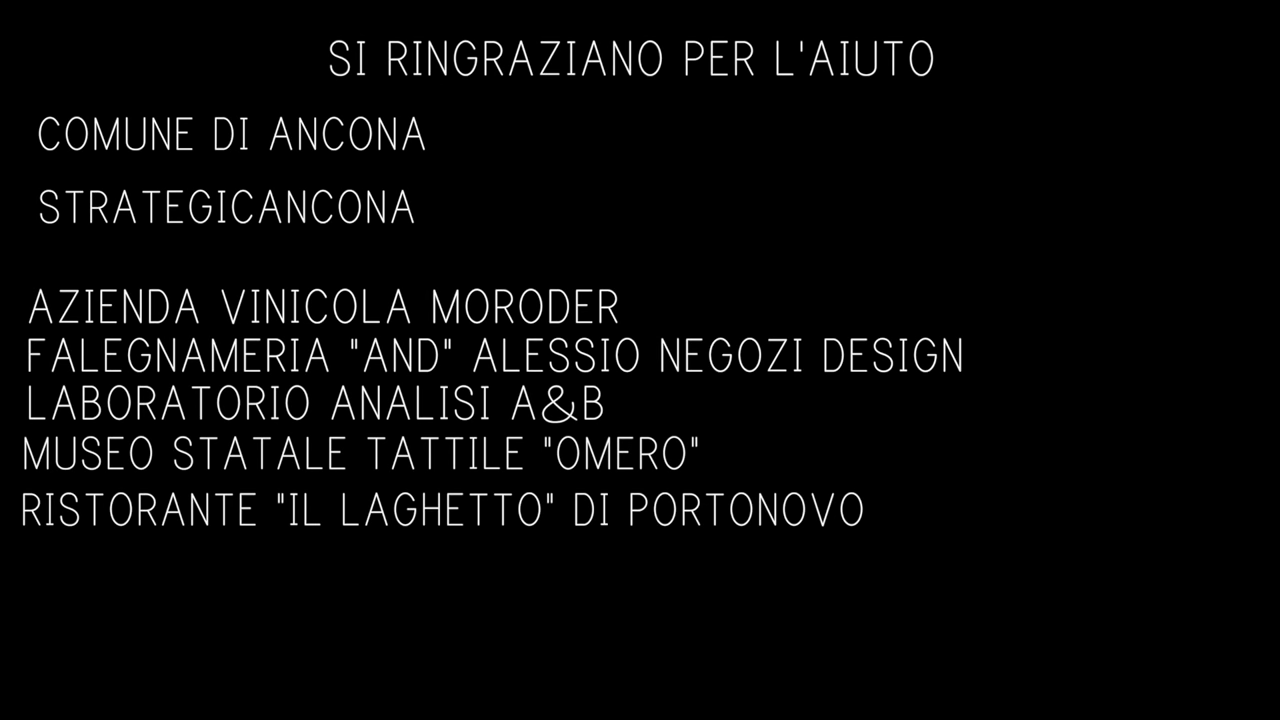 SI RINGRAZIANO PER L'AIUTO
COMUNE DI ANCONA
STRATEGICANCONA
AZIENDA VINICOLA MORODER
FALEGNAMERIA "AND" ALESSIO NEGOZI DESIGN
LABORATORIO ANALISI A&B
MUSEO STATALE TATTILE "OMERO"
RISTORANTE "IL LAGHETTO" DI PORTONOVO